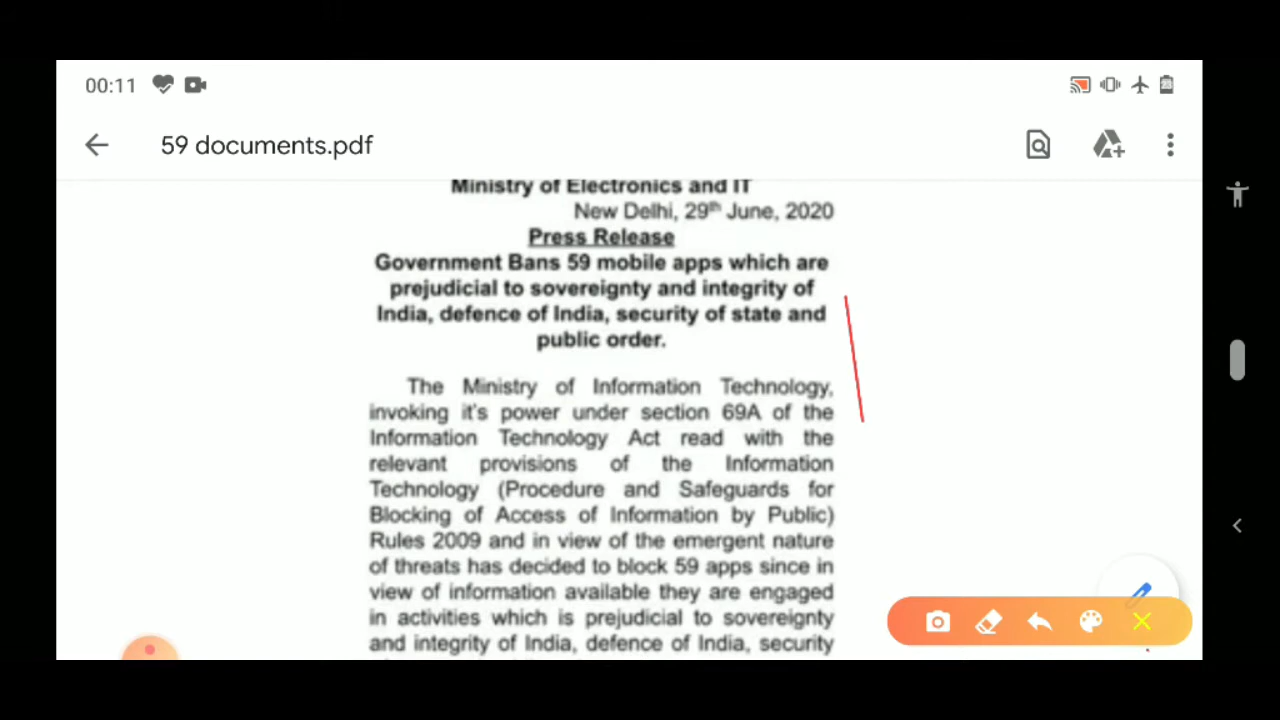 00:11
59 documents.pdf
Ministry of Electronics and IT
New Delhi, 29th June, 2020
Press Release
Government Bans 59 mobile apps which are
prejudicial to sovereignty and integrity of
India, defence of India, security of state and
public order.
The Ministry of Information Technology,
invoking it's power under section 69A of the
Information Technology Act read with the
relevant provisions of the Information
Technology (Procedure and Safeguards for
Blocking of Access of Information by Public)
Rules 2009 and in view of the emergent nature
of threats has decided to block 59 apps since in
view of information available they are engaged
in activities which is prejudicial to sovereignty
and integrity of India, defence of India, security